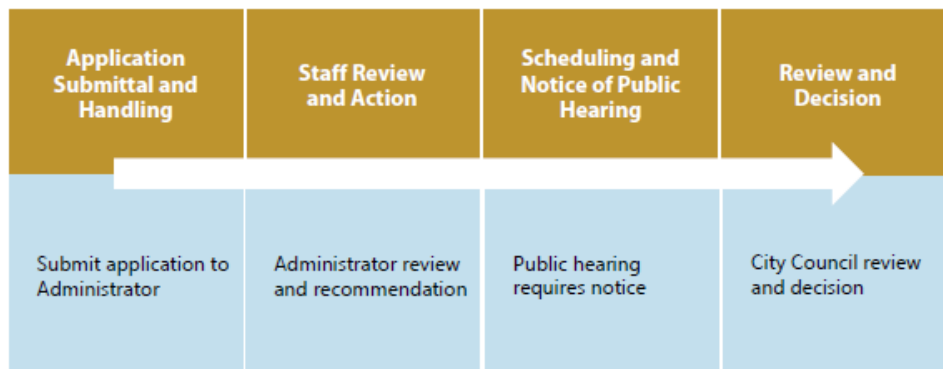 Application
Submittal and
Handling
Staff Review
and Action
Scheduling and
Notice of Public
Hearing
Review and
Decision
Submit application to
Administrator
Administrator review
and recommendation
Public hearing
requires notice
City Council review
and decision